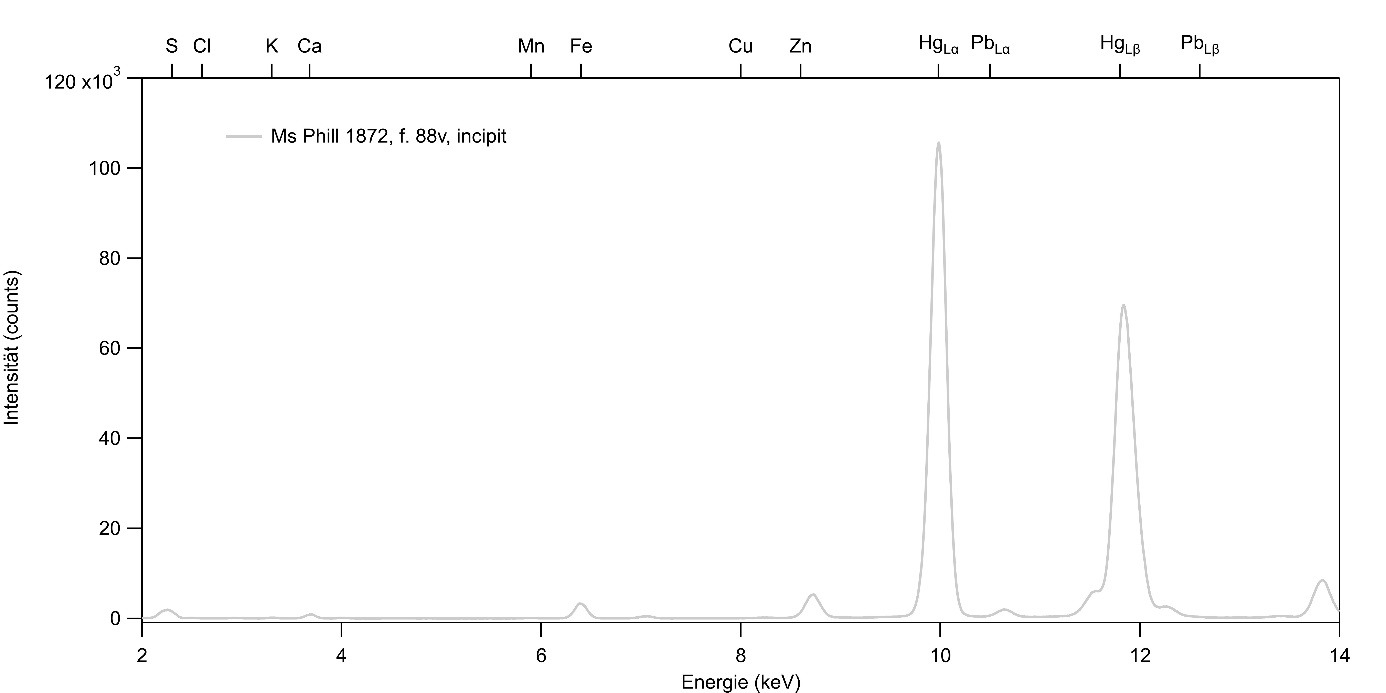 S Cl K Ca Mn Fe Cu Zn HgLα PbLα HgLβ PbLβ
120 x10³
Ms Phill 1872, f. 88v, incipit
100
80
60
40
20
0
Intensität (counts)
2 4 6 8 10 12 14
Energie (keV)